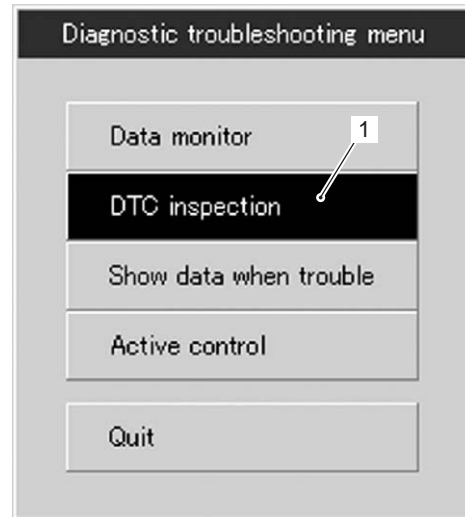 Diagnostic troubleshooting menu
Data monitor
1
DTC inspection
Show data when trouble
Active control
Quit